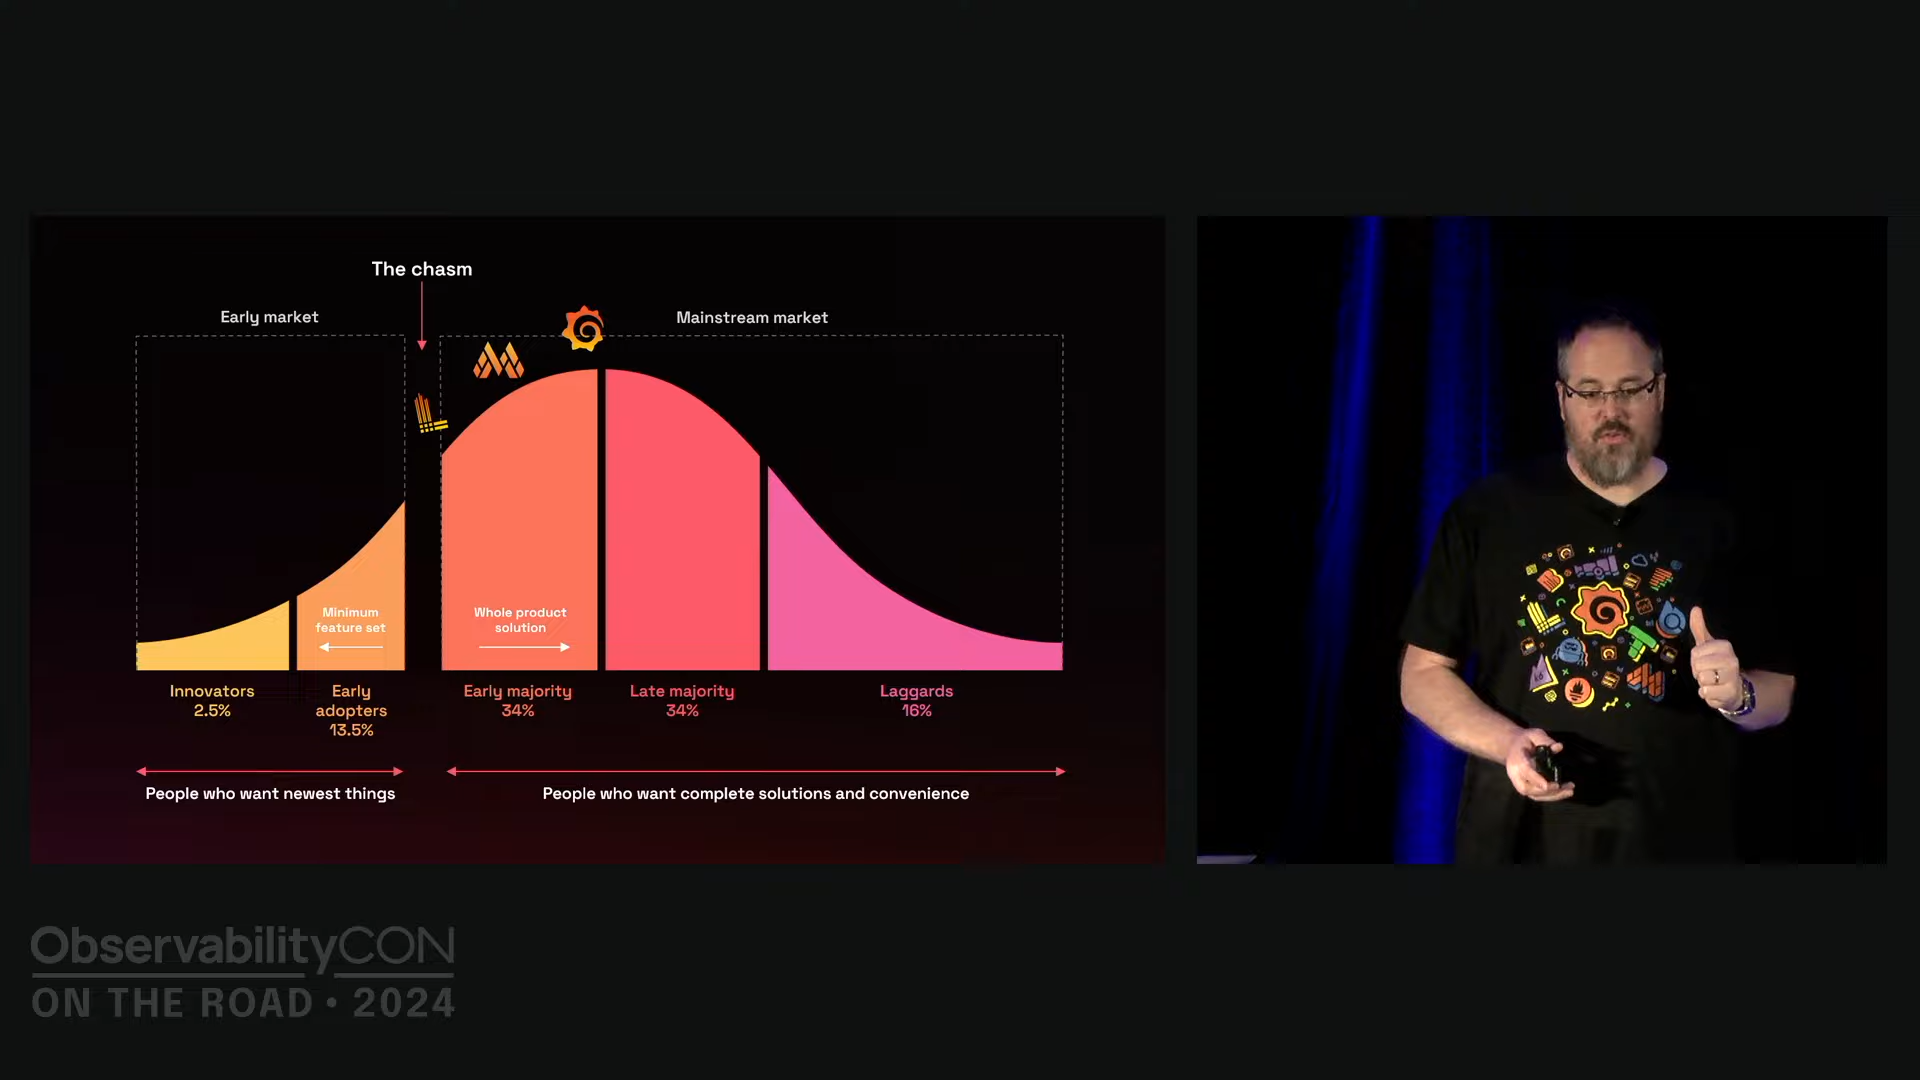 The chasm
Early market
Mainstream market
Minimum
feature set
Whole product
solution
Innovators
2.5%
Early
adopters
13.5%
Early majority
34%
Late majority
34%
Laggards
16%
People who want newest things
People who want complete solutions and convenience
ObservabilityCON
ON THE ROAD • 2024